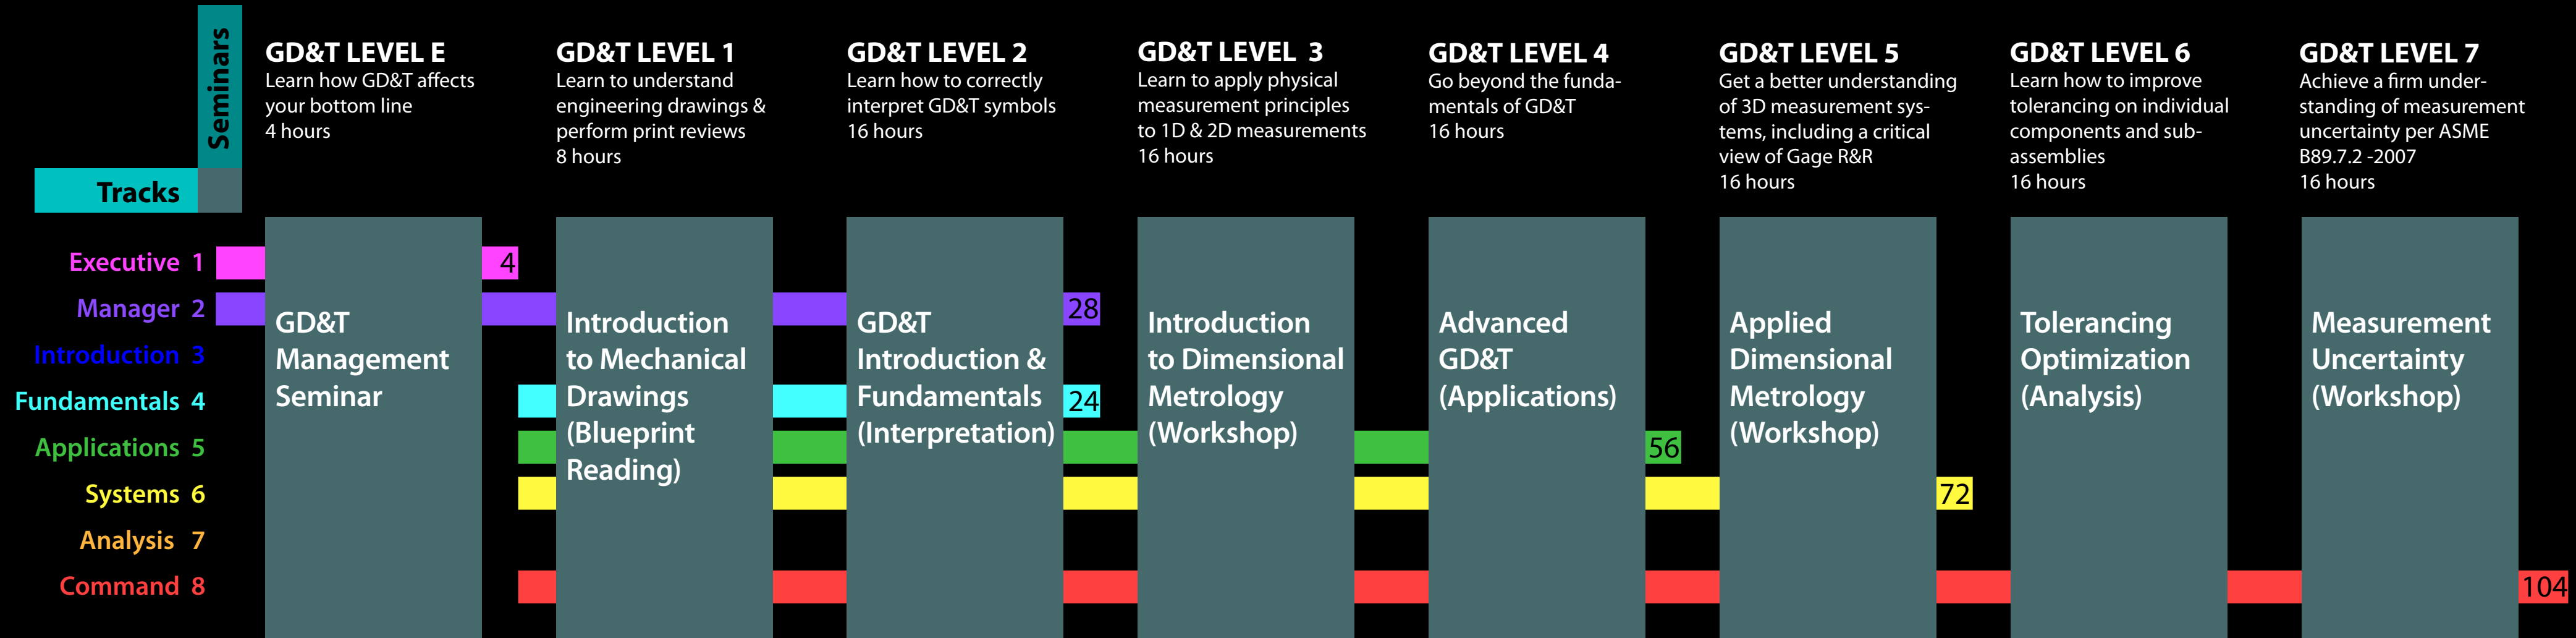 Seminars
Tracks
GD&T LEVEL E
Learn how GD&T affects
your bottom line
4 hours
GD&T LEVEL 1
Learn to understand
engineering drawings &
perform print reviews
8 hours
GD&T LEVEL 2
Learn how to correctly
interpret GD&T symbols
16 hours
GD&T LEVEL 3
Learn to apply physical
measurement principles
to 1D & 2D measurements
16 hours
GD&T LEVEL 4
Go beyond the funda-
mentals of GD&T
16 hours
GD&T LEVEL 5
Get a better understanding
of 3D measurement sys-
tems, including a critical
view of Gage R&R
16 hours
GD&T LEVEL 6
Learn how to improve
tolerancing on individual
components and sub-
assemblies
16 hours
GD&T LEVEL 7
Achieve a firm under-
standing of measurement
uncertainty per ASME
B89.7.2 -2007
16 hours
Executive 1
Manager 2
Introduction 3
Fundamentals 4
Applications 5
Systems 6
Analysis 7
Command 8
GD&T
Management
Seminar
4
Introduction
to Mechanical
Drawings
(Blueprint
Reading)
GD&T
Introduction &
Fundamentals
(Interpretation)
28
24
Introduction
to Dimensional
Metrology
(Workshop)
Advanced
GD&T
(Applications)
56
Applied
Dimensional
Metrology
(Workshop)
72
Tolerancing
Optimization
(Analysis)
Measurement
Uncertainty
(Workshop)
104